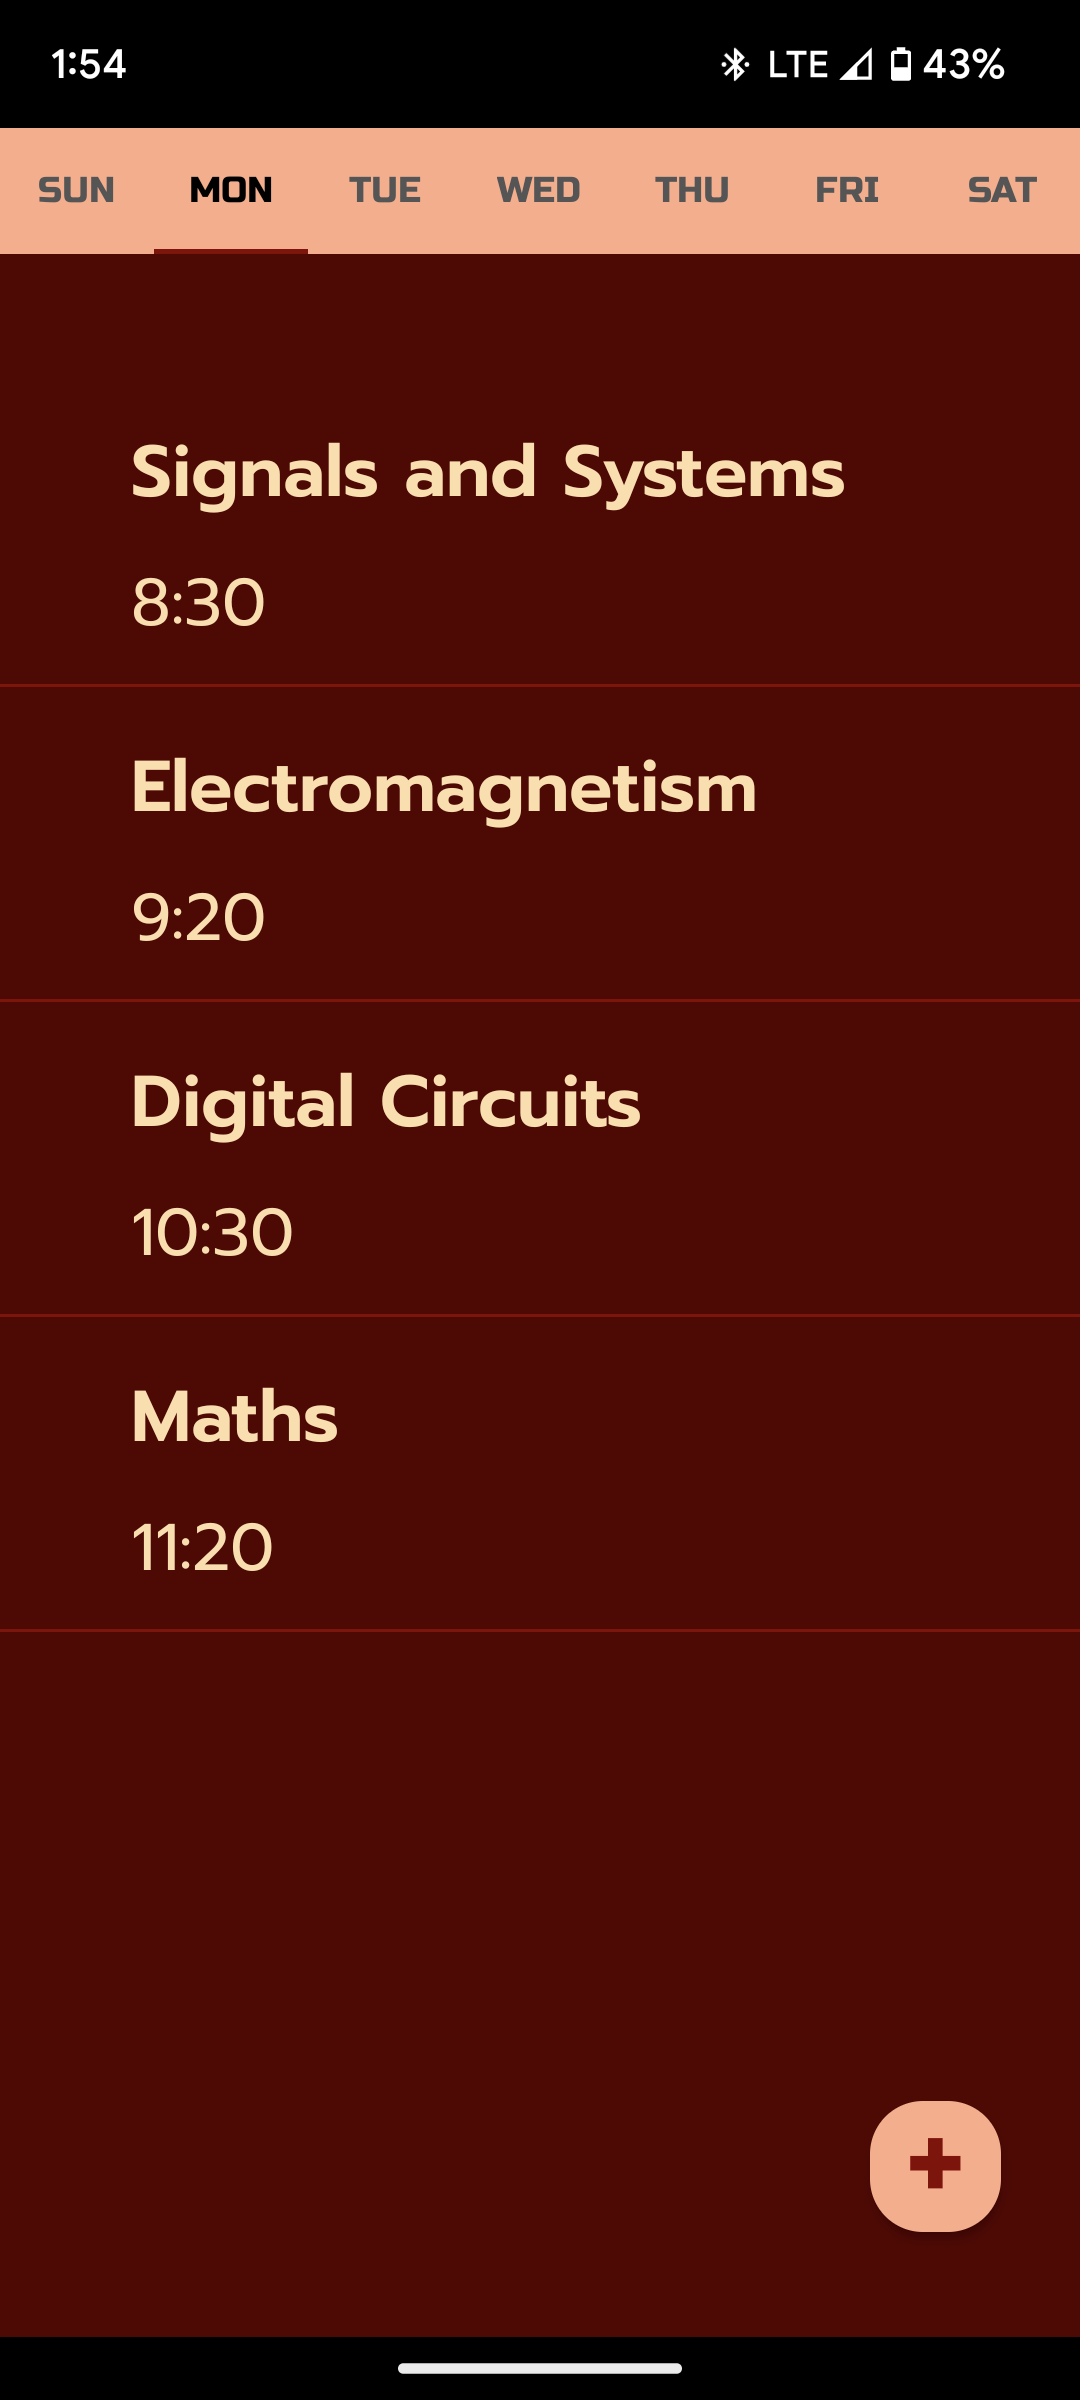 1:54 LTE 43%
SUN MON TUE WED THU FRI SAT
Signals and Systems
8:30
Electromagnetism
9:20
Digital Circuits
10:30
Maths
11:20